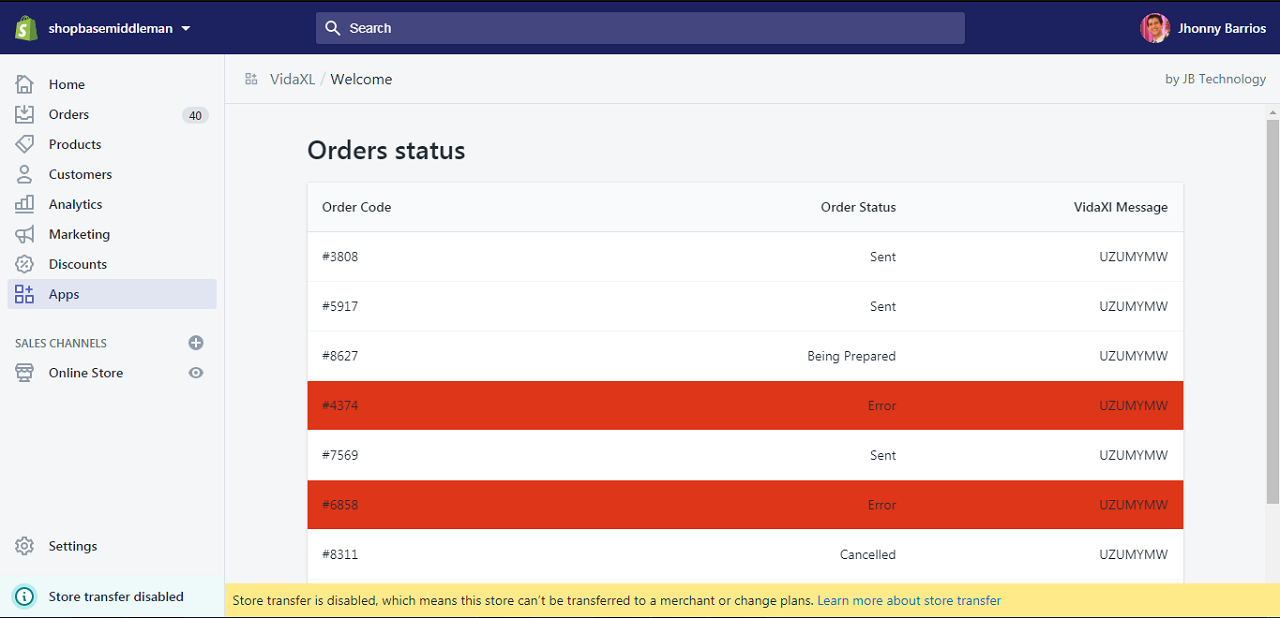 shopbasemiddleman
Search
Jhonny Barrios
Home
Orders 40
Products
Customers
Analytics
Marketing
Discounts
Apps
SALES CHANNELS
Online Store
Settings
Store transfer disabled
VidaXL / Welcome
by JB Technology
Orders status
Order Code Order Status VidaXl Message
#3808 Sent UZUMYMW
#5917 Sent UZUMYMW
#8627 Being Prepared UZUMYMW
#4374 Error UZUMYMW
#7569 Sent UZUMYMW
#6858 Error UZUMYMW
#8311 Cancelled UZUMYMW
Store transfer is disabled, which means this store can't be transferred to a merchant or change plans. Learn more about store transfer